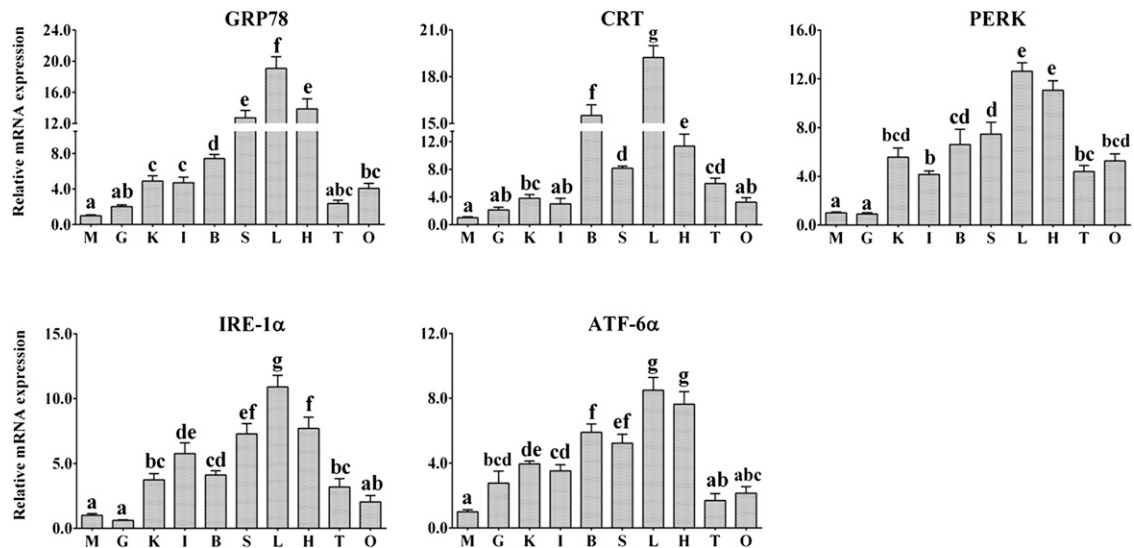 GRP78
Relative mRNA expression
24.0
20.0
16.0
12.0
8.0
4.0
0.0
a ab c c d e f e abc bc
M G K I B S L H T O
CRT
21.0
18.0
15.0
12.0
8.0
4.0
0.0
a ab bc ab f d g e cd ab
M G K I B S L H T O
PERK
16.0
12.0
8.0
4.0
0.0
a a bcd b cd d e e bc bcd
M G K I B S L H T O
IRE-1α
Relative mRNA expression
15.0
10.0
5.0
0.0
a a bc de cd ef g f bc ab
M G K I B S L H T O
ATF-6α
12.0
8.0
4.0
0.0
a bcd de cd f ef g g ab abc
M G K I B S L H T O